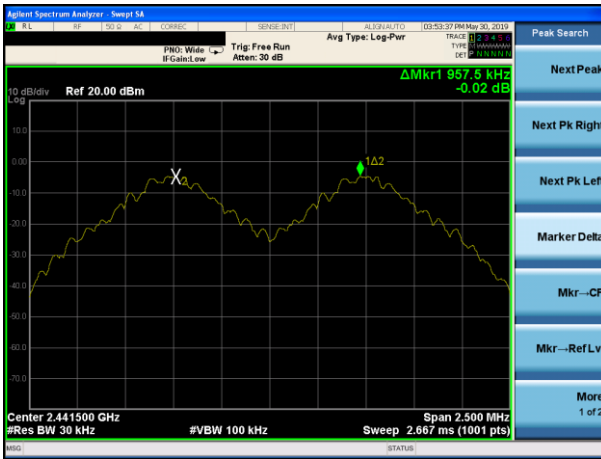 Agilent Spectrum Analyzer - Swept SA
RL RF 50 Ω AC CORREC SENSE:INT ALIGNAUTO 03:53:37 PM May 30, 2019
Avg Type: Log-Pwr TRACE 1 2 3 4 5 6
PNO: Wide Trig: Free Run TYPE M
IFGain:Low Atten: 30 dB DET P N N N N N
Peak Search
ΔMkr1 957.5 kHz
-0.02 dB
10 dB/div Ref 20.00 dBm
Log
10.0
0.00
-10.0
-20.0
-30.0
-40.0
-50.0
-60.0
-70.0
X2
1Δ2
Center 2.441500 GHz Span 2.500 MHz
#Res BW 30 kHz #VBW 100 kHz Sweep 2.667 ms (1001 pts)
MSG STATUS
Next Peak
Next Pk Right
Next Pk Left
Marker Delta
Mkr→CF
Mkr→Ref Lv
More
1 of 2